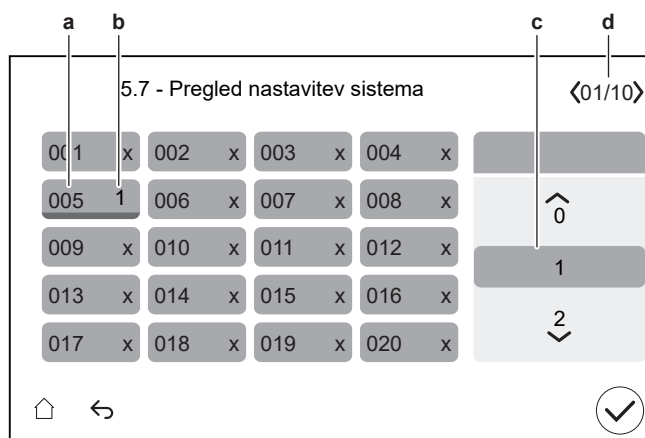 a b c d
5.7 - Pregled nastavitev sistema 01/10
001 x 002 x 003 x 004 x
005 1 006 x 007 x 008 x
0
009 x 010 x 011 x 012 x
1
013 x 014 x 015 x 016 x
2
017 x 018 x 019 x 020 x